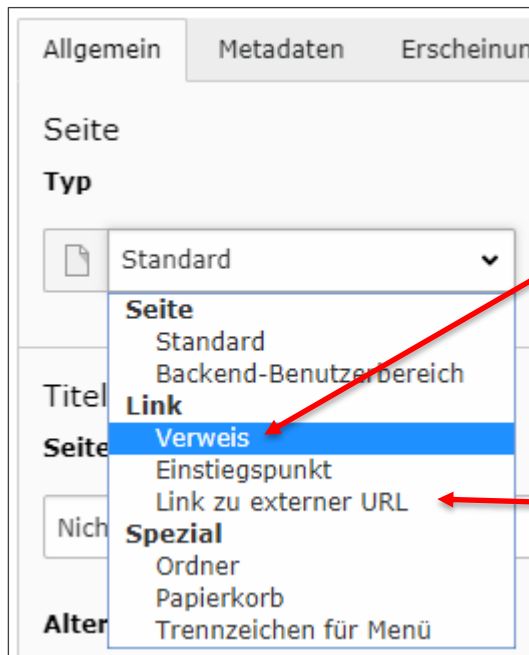 Allgemein Metadaten Erscheinun
Seite
Typ
Standard
Seite
Standard
Backend-Benutzerbereich
Titel
Link
Seite
Verweis
Einstiegspunkt
Link zu externer URL
Nich
Spezial
Ordner
Papierkorb
Alter
Trennzeichen für Menü